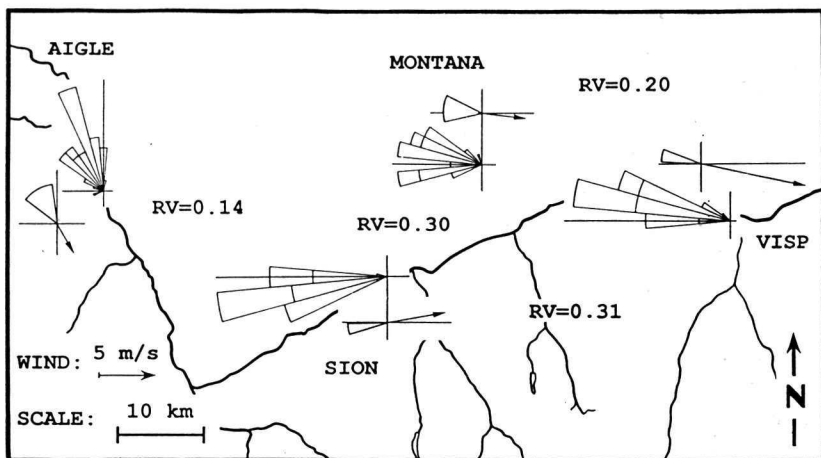 AIGLE
MONTANA
RV=0.20
RV=0.14
RV=0.30
VISP
RV=0.31
WIND: 5 m/s
SION
SCALE: 10 km
N